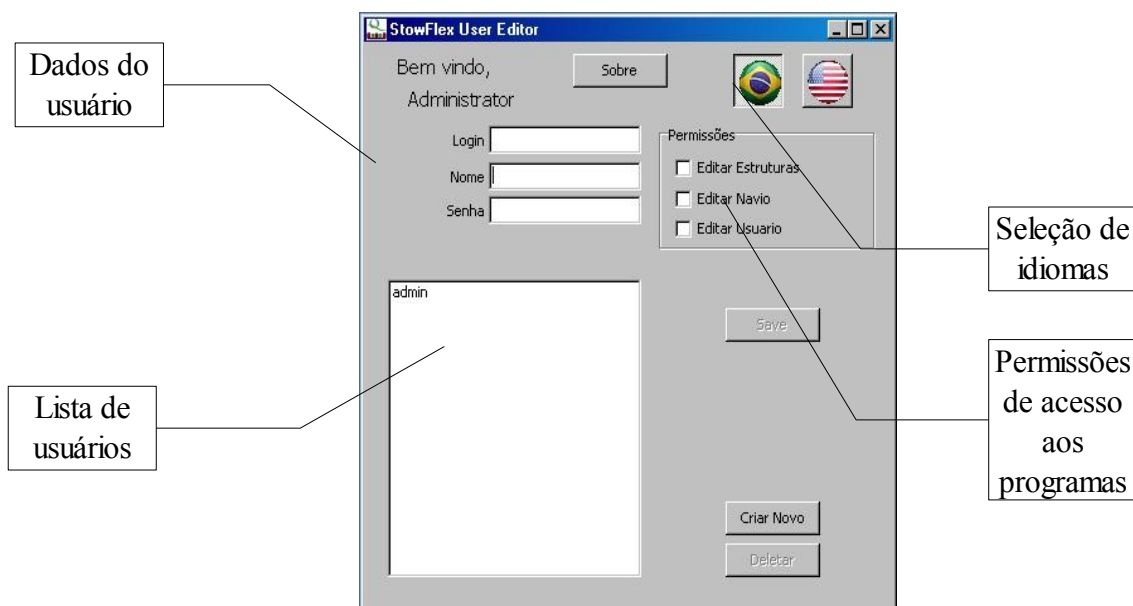 StowFlex User Editor
Dados do
usuário
Bem vindo,
Administrator
Sobre
Login
Nome
Senha
Permissões
Editar Estruturas
Editar Navio
Editar Usuario
Seleção de
idiomas
admin
Save
Lista de
usuários
Permissões
de acesso
aos
programas
Criar Novo
Deletar